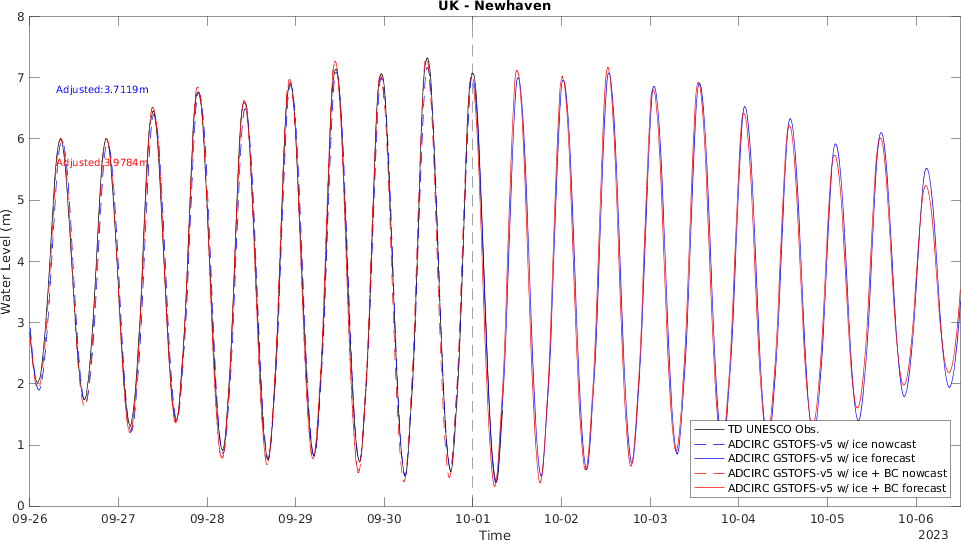 UK - Newhaven
8
7
6
5
4
3
2
1
0
Water Level (m)
Adjusted:3.7119m
Adjusted:3.9784m
TD UNESCO Obs.
ADCIRC GSTOFS-v5 w/ ice nowcast
ADCIRC GSTOFS-v5 w/ ice forecast
ADCIRC GSTOFS-v5 w/ ice + BC nowcast
ADCIRC GSTOFS-v5 w/ ice + BC forecast
09-26 09-27 09-28 09-29 09-30 10-01 10-02 10-03 10-04 10-05 10-06
Time
2023